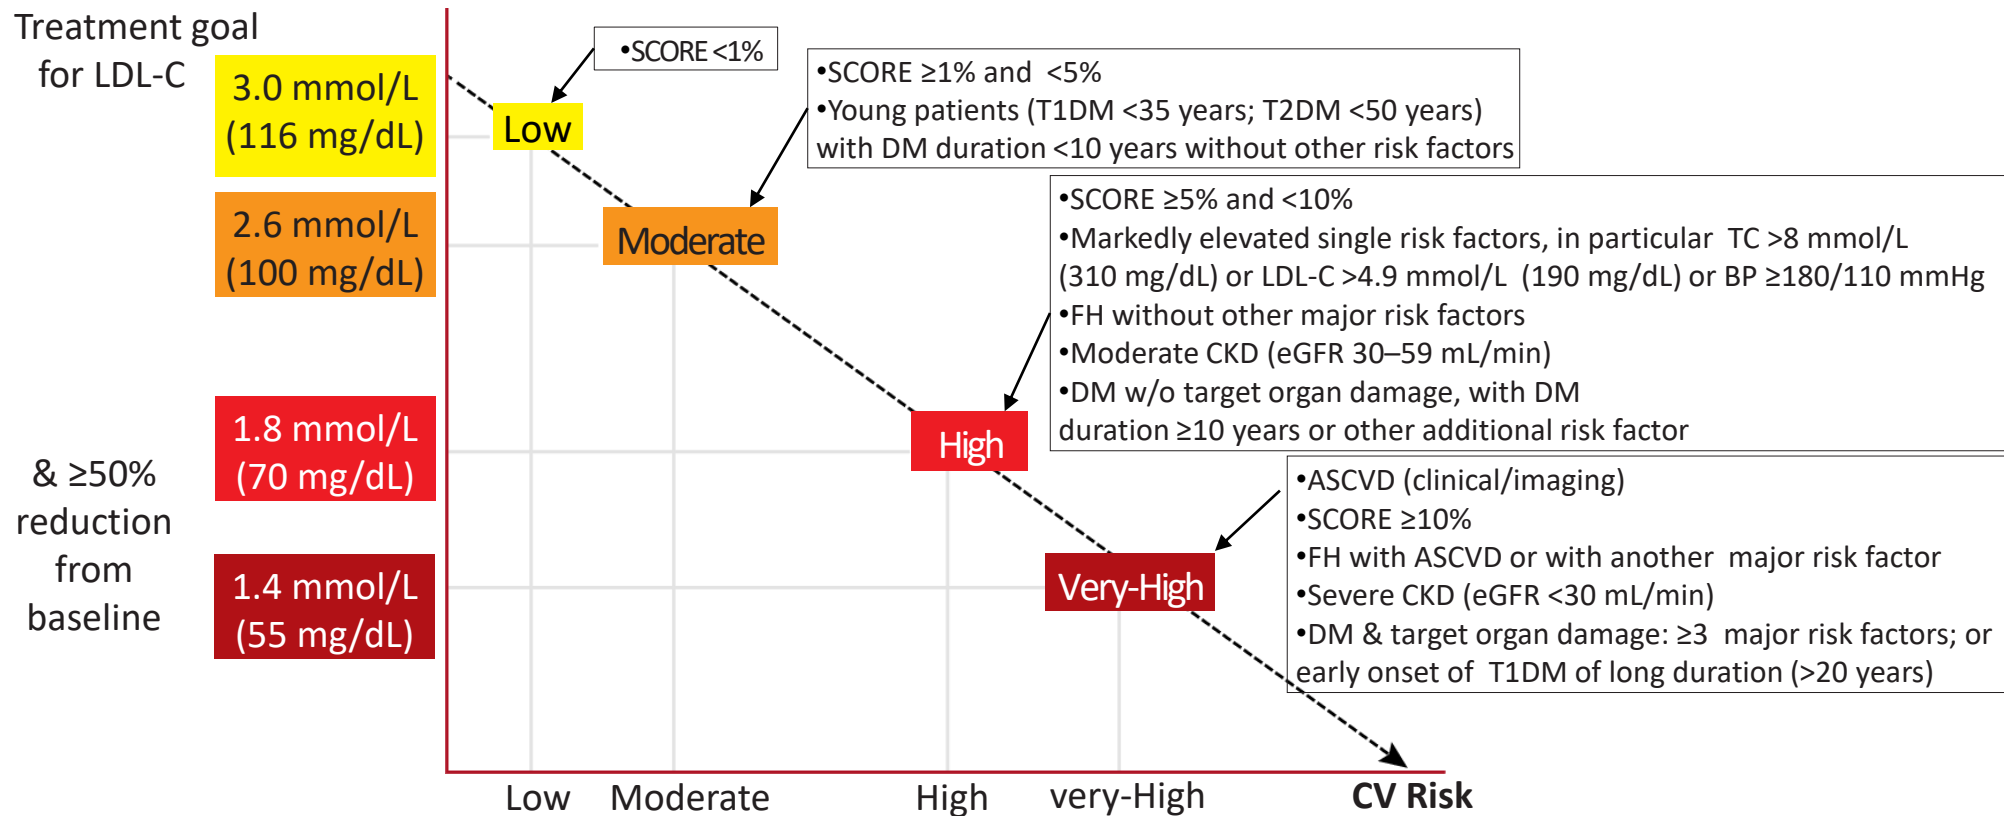 Treatment goal
for LDL-C
3.0 mmol/L
(116 mg/dL)
2.6 mmol/L
(100 mg/dL)
1.8 mmol/L
(70 mg/dL)
1.4 mmol/L
(55 mg/dL)
& ≥50%
reduction
from
baseline
Low
•SCORE <1%
Moderate
•SCORE ≥1% and <5%
•Young patients (T1DM <35 years; T2DM <50 years)
with DM duration <10 years without other risk factors
High
•SCORE ≥5% and <10%
•Markedly elevated single risk factors, in particular TC >8 mmol/L
(310 mg/dL) or LDL-C >4.9 mmol/L (190 mg/dL) or BP ≥180/110 mmHg
•FH without other major risk factors
•Moderate CKD (eGFR 30–59 mL/min)
•DM w/o target organ damage, with DM
duration ≥10 years or other additional risk factor
Very-High
•ASCVD (clinical/imaging)
•SCORE ≥10%
•FH with ASCVD or with another major risk factor
•Severe CKD (eGFR <30 mL/min)
•DM & target organ damage: ≥3 major risk factors; or
early onset of T1DM of long duration (>20 years)
Low Moderate High very-High CV Risk